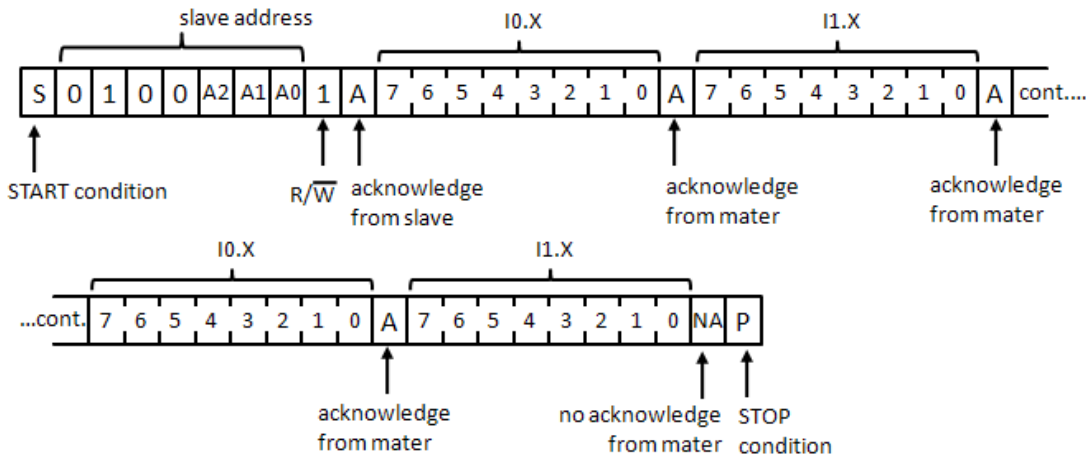 slave address I0.X I1.X
S 0 1 0 0 A2 A1 A0 1 A 7 6 5 4 3 2 1 0 A 7 6 5 4 3 2 1 0 A cont....
START condition R/W̅ acknowledge from slave
acknowledge from mater
acknowledge from mater
I0.X I1.X
...cont. 7 6 5 4 3 2 1 0 A 7 6 5 4 3 2 1 0 NA P
acknowledge from mater
no acknowledge from mater
STOP condition